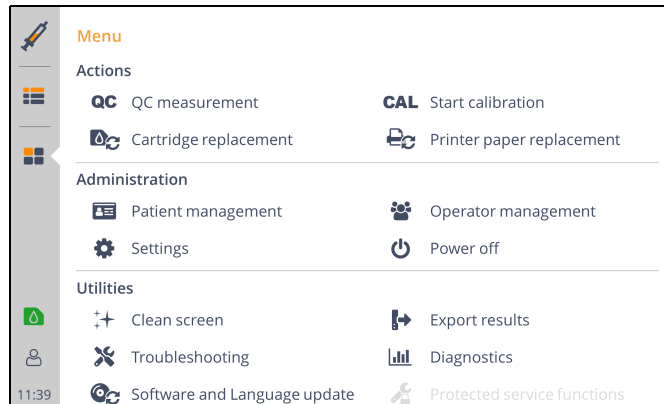 Menu
Actions
QC QC measurement CAL Start calibration
Cartridge replacement Printer paper replacement
Administration
Patient management Operator management
Settings Power off
Utilities
Clean screen Export results
Troubleshooting Diagnostics
11:39 Software and Language update Protected service functions